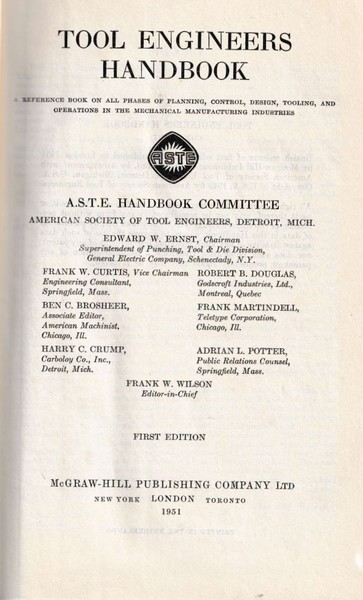 TOOL ENGINEERS
HANDBOOK
REFERENCE BOOK ON ALL PHASES OF PLANNING, CONTROL, DESIGN, TOOLING, AND
OPERATIONS IN THE MECHANICAL MANUFACTURING INDUSTRIES
ASTE
A.S.T.E. HANDBOOK COMMITTEE
AMERICAN SOCIETY OF TOOL ENGINEERS, DETROIT, MICH.
EDWARD W. ERNST, Chairman
Superintendent of Punching, Tool & Die Division,
General Electric Company, Schenectady, N.Y.
FRANK W. CURTIS, Vice Chairman
Engineering Consultant,
Springfield, Mass.
ROBERT B. DOUGLAS,
Godscroft Industries, Ltd.,
Montreal, Quebec
BEN C. BROSHEER,
Associate Editor,
American Machinist,
Chicago, Ill.
FRANK MARTINDELL,
Teletype Corporation,
Chicago, Ill.
HARRY C. CRUMP,
Carboloy Co., Inc.,
Detroit, Mich.
ADRIAN L. POTTER,
Public Relations Counsel,
Springfield, Mass.
FRANK W. WILSON
Editor-in-Chief
FIRST EDITION
McGRAW-HILL PUBLISHING COMPANY LTD
NEW YORK LONDON TORONTO
1951